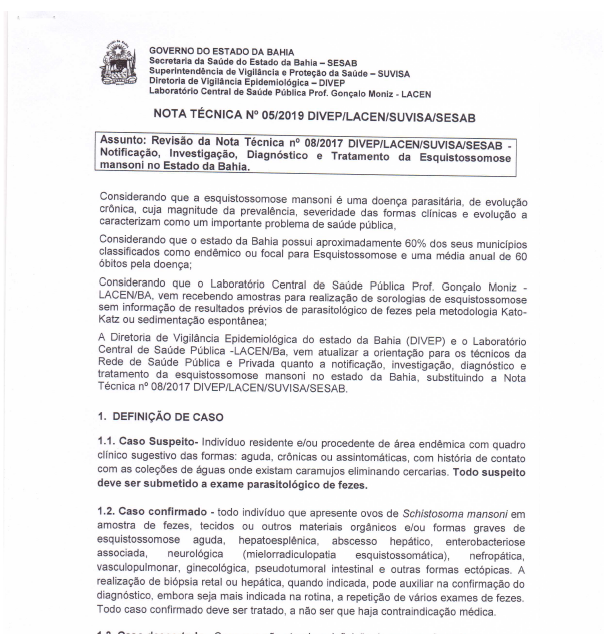 GOVERNO DO ESTADO DA BAHIA
Secretaria da Saúde do Estado da Bahia – SESAB
Superintendência de Vigilância e Proteção da Saúde – SUVISA
Diretoria de Vigilância Epidemiológica – DIVEP
Laboratório Central de Saúde Pública Prof. Gonçalo Moniz - LACEN
NOTA TÉCNICA Nº 05/2019 DIVEP/LACEN/SUVISA/SESAB
Assunto: Revisão da Nota Técnica nº 08/2017 DIVEP/LACEN/SUVISA/SESAB -
Notificação, Investigação, Diagnóstico e Tratamento da Esquistossomose
mansoni no Estado da Bahia.
Considerando que a esquistossomose mansoni é uma doença parasitária, de evolução
crônica, cuja magnitude da prevalência, severidade das formas clínicas e evolução a
caracterizam como um importante problema de saúde pública,
Considerando que o estado da Bahia possui aproximadamente 60% dos seus municípios
classificados como endêmico ou focal para Esquistossomose e uma média anual de 60
óbitos pela doença;
Considerando que o Laboratório Central de Saúde Pública Prof. Gonçalo Moniz -
LACEN/BA, vem recebendo amostras para realização de sorologias de esquistossomose
sem informação de resultados prévios de parasitológico de fezes pela metodologia Kato-
Katz ou sedimentação espontânea;
A Diretoria de Vigilância Epidemiológica do estado da Bahia (DIVEP) e o Laboratório
Central de Saúde Pública -LACEN/Ba, vem atualizar a orientação para os técnicos da
Rede de Saúde Pública e Privada quanto a notificação, investigação, diagnóstico e
tratamento da esquistossomose mansoni no estado da Bahia, substituindo a Nota
Técnica nº 08/2017 DIVEP/LACEN/SUVISA/SESAB.
1. DEFINIÇÃO DE CASO
1.1. Caso Suspeito- Indivíduo residente e/ou procedente de área endêmica com quadro
clínico sugestivo das formas: aguda, crônicas ou assintomáticas, com história de contato
com as coleções de águas onde existam caramujos eliminando cercarias. Todo suspeito
deve ser submetido a exame parasitológico de fezes.
1.2. Caso confirmado - todo indivíduo que apresente ovos de Schistosoma mansoni em
amostra de fezes, tecidos ou outros materiais orgânicos e/ou formas graves de
esquistossomose aguda, hepatoesplênica, abscesso hepático, enterobacteriose
associada, neurológica (mielorradiculopatia esquistossomática), nefropática,
vasculopulmonar, ginecológica, pseudotumoral intestinal e outras formas ectópicas. A
realização de biópsia retal ou hepática, quando indicada, pode auxiliar na confirmação do
diagnóstico, embora seja mais indicada na rotina, a repetição de vários exames de fezes.
Todo caso confirmado deve ser tratado, a não ser que haja contraindicação médica.